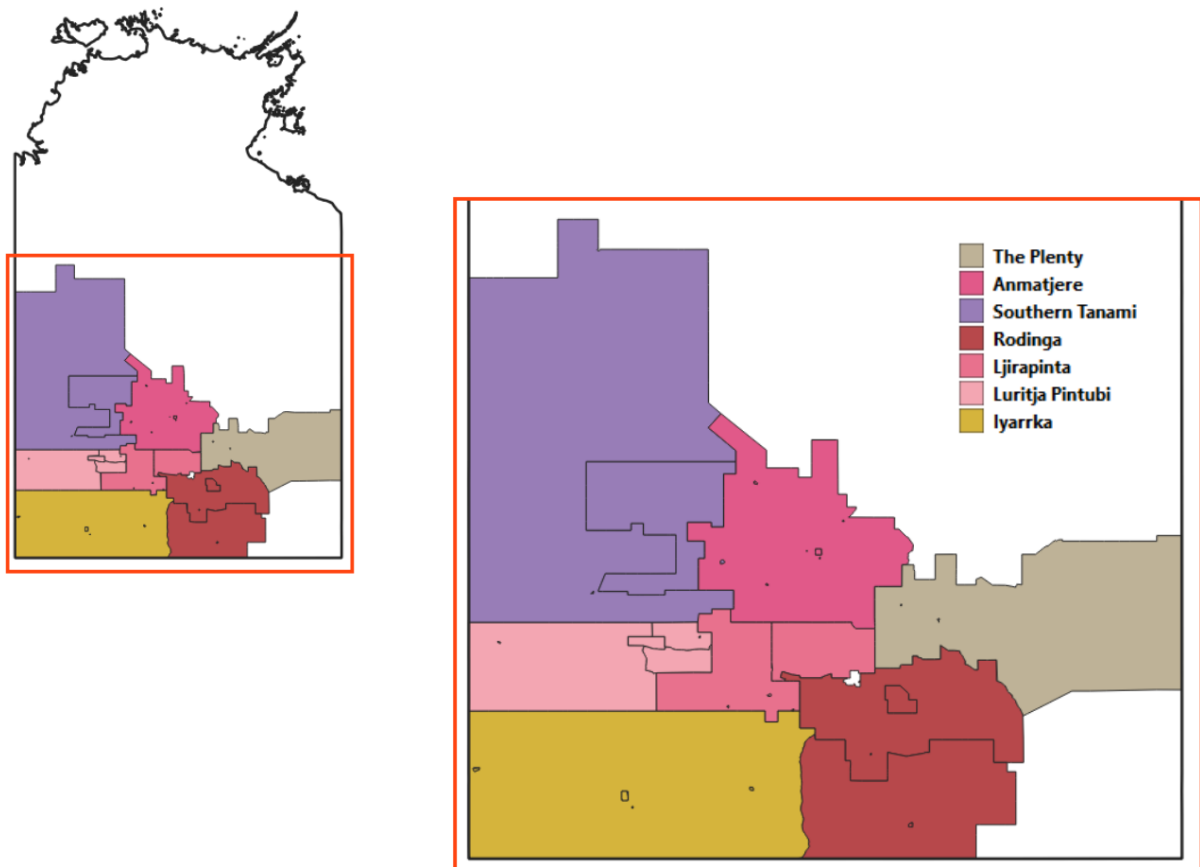 The Plenty
Anmatjere
Southern Tanami
Rodinga
Ljirapinta
Luritja Pintubi
Iyarrka